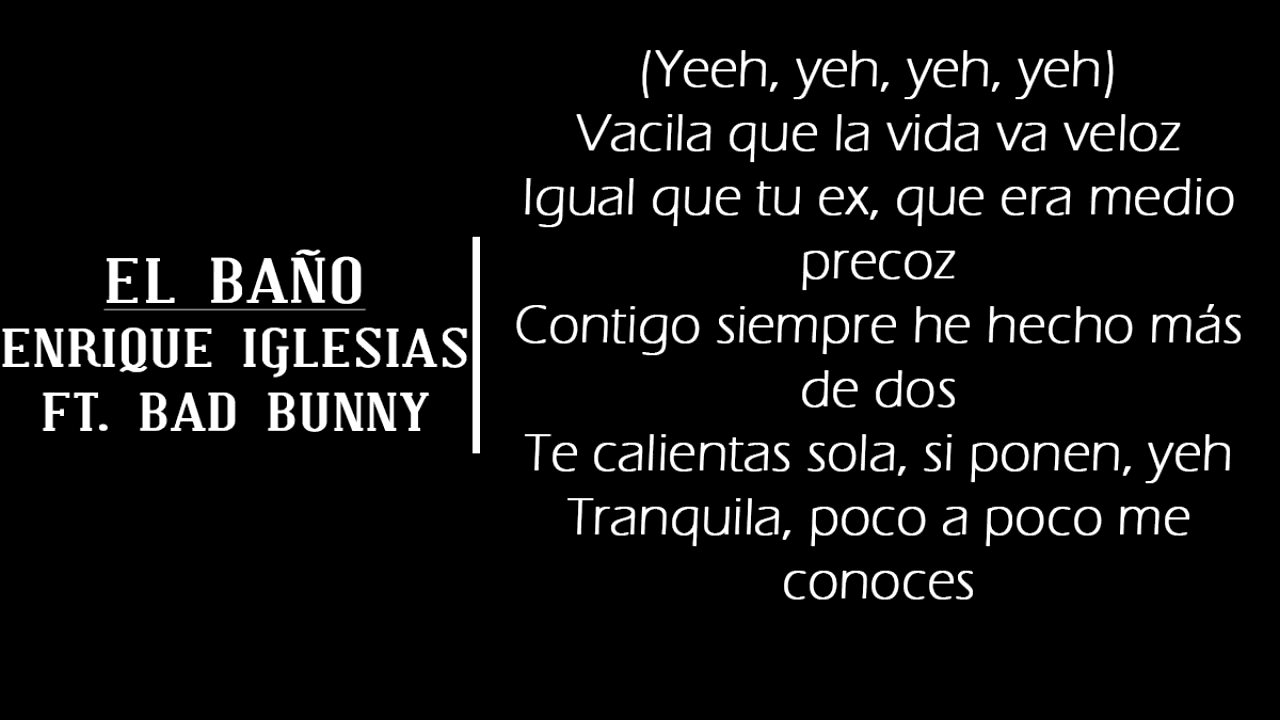 EL BAÑO
ENRIQUE IGLESIAS
FT. BAD BUNNY
(Yeeh, yeh, yeh, yeh)
Vacila que la vida va veloz
Igual que tu ex, que era medio
precoz
Contigo siempre he hecho más
de dos
Te calientas sola, si ponen, yeh
Tranquila, poco a poco me
conoces